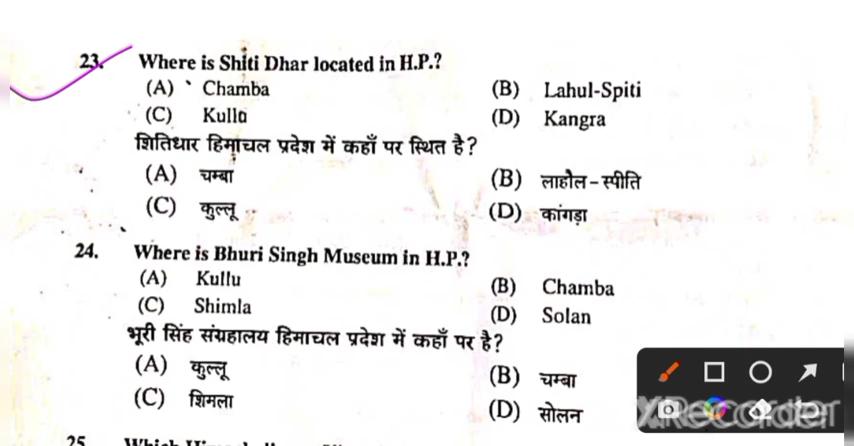 23. Where is Shiti Dhar located in H.P.?
(A) Chamba (B) Lahul-Spiti
(C) Kullu (D) Kangra
शितिधार हिमाचल प्रदेश में कहाँ पर स्थित है?
(A) चम्बा (B) लाहौल-स्पीति
(C) कुल्लू (D) कांगड़ा
24. Where is Bhuri Singh Museum in H.P.?
(A) Kullu (B) Chamba
(C) Shimla (D) Solan
भूरी सिंह संग्रहालय हिमाचल प्रदेश में कहाँ पर है?
(A) कुल्लू (B) चम्बा
(C) शिमला (D) सोलन
XRecorder
25 Which